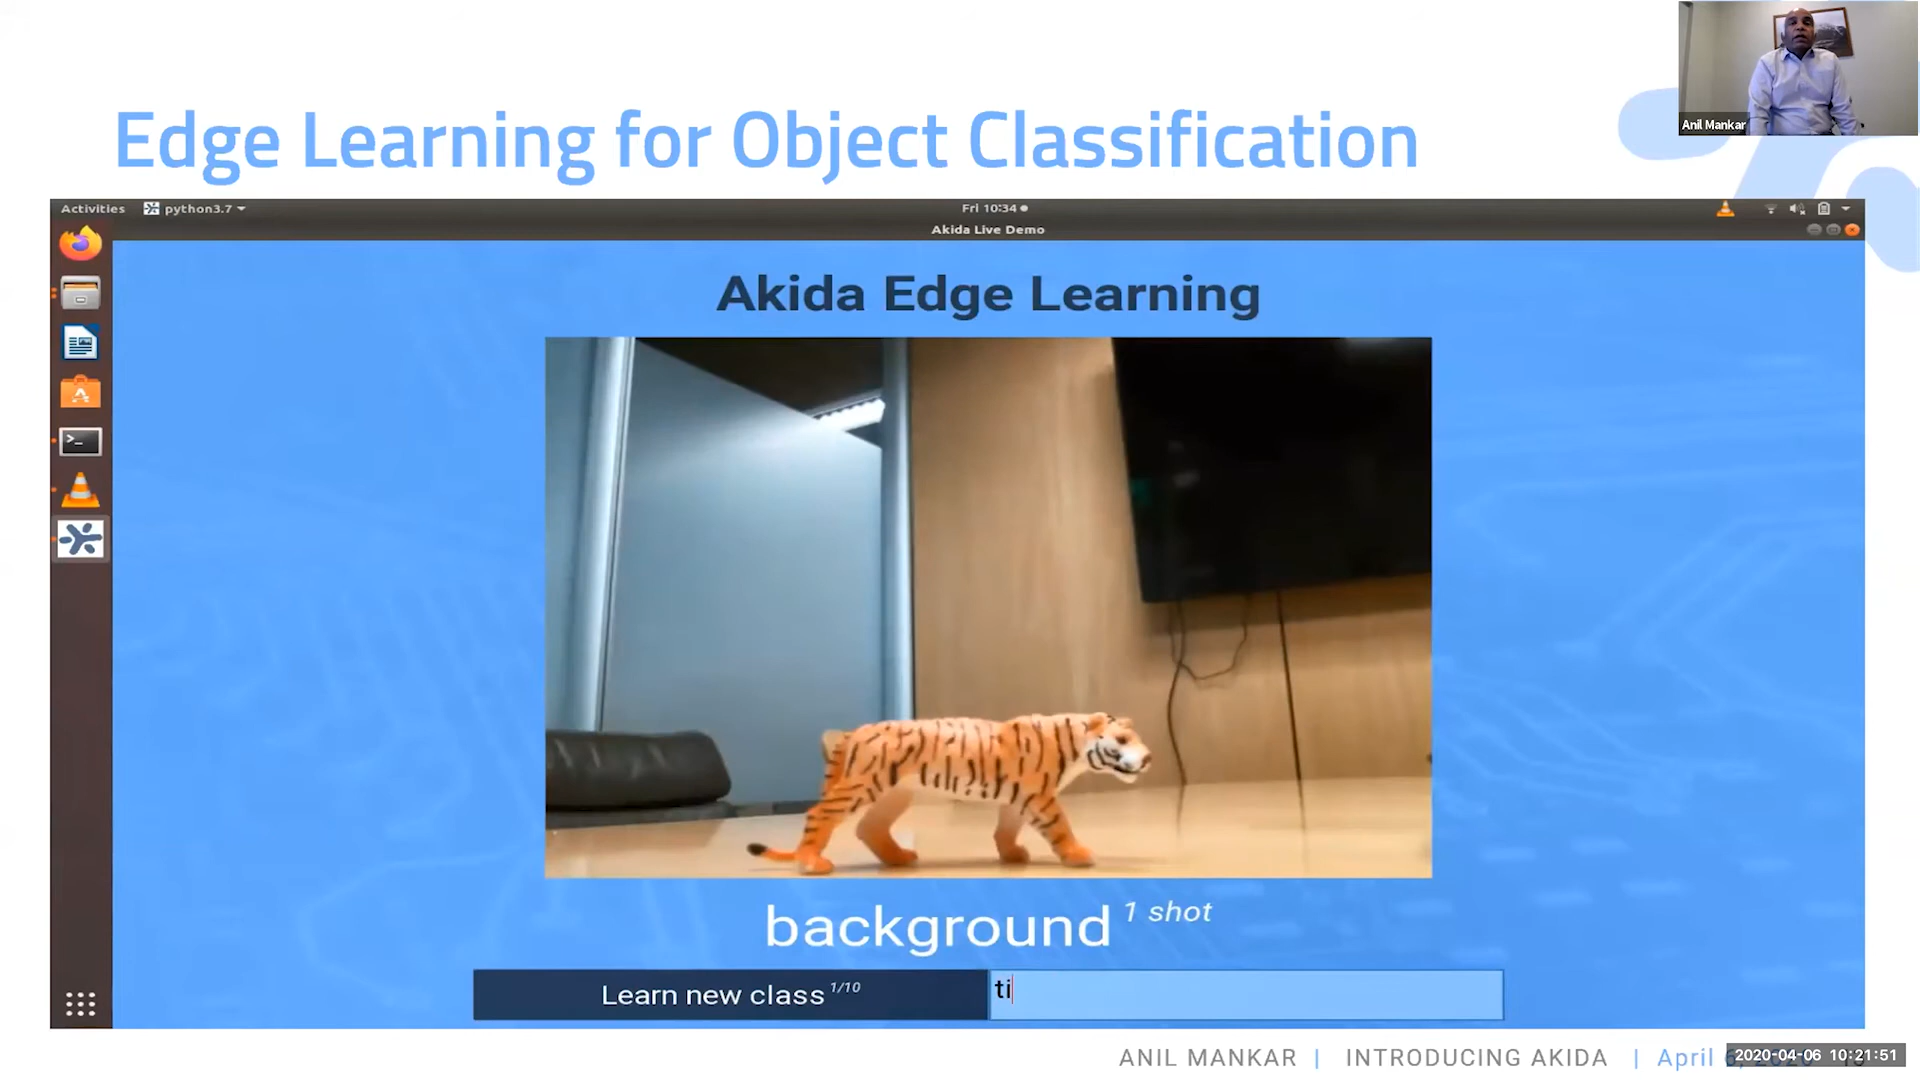 Anil Mankar
Edge Learning for Object Classification
Activities python3.7 Fri 10:34
Akida Live Demo
Akida Edge Learning
background 1 shot
Learn new class 1/10 ti
ANIL MANKAR | INTRODUCING AKIDA | April
2020-04-06 10:21:51